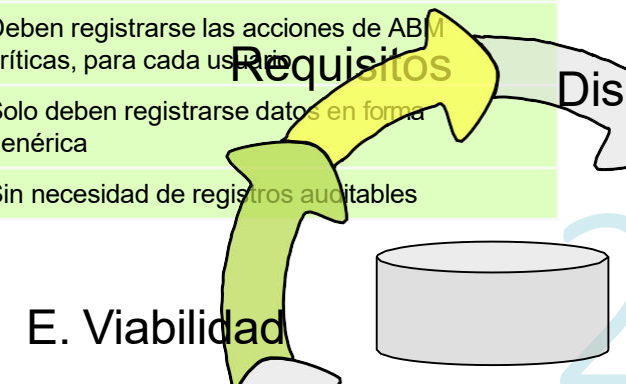 Deben registrarse las acciones de ABM
críticas, para cada usuario
Requisitos
Dis
Solo deben registrarse datos en forma
genérica
Sin necesidad de registros auditables
E. Viabilidad
2